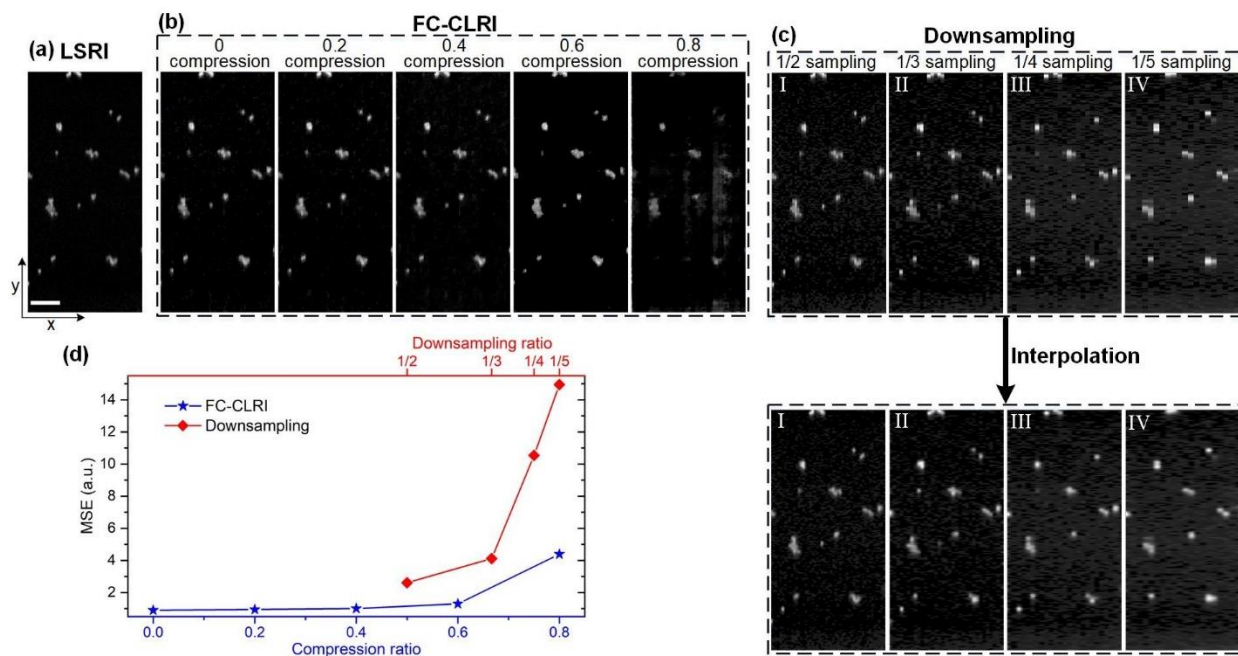 (a) LSRI
(b)
FC-CLRI
0 compression
0.2 compression
0.4 compression
0.6 compression
0.8 compression
y
x
(c)
Downsampling
1/2 sampling
1/3 sampling
1/4 sampling
1/5 sampling
I
II
III
IV
Interpolation
I
II
III
IV
(d)
Downsampling ratio
1/2
1/3
1/4
1/5
FC-CLRI
Downsampling
MSE (a.u.)
14
12
10
8
6
4
2
0.0
0.2
0.4
0.6
0.8
Compression ratio